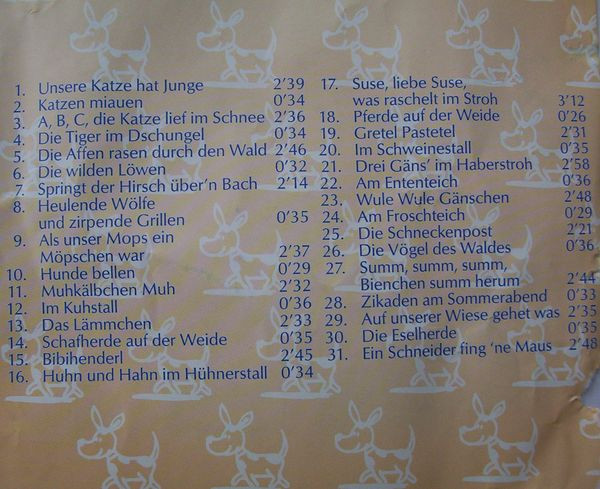 1. Unsere Katze hat Junge 2'39
2. Katzen miauen 0'34
3. A, B, C, die Katze lief im Schnee 2'36
4. Die Tiger im Dschungel 0'34
5. Die Affen rasen durch den Wald 2'46
6. Die wilden Löwen 0'32
7. Springt der Hirsch über'n Bach 2'14
8. Heulende Wölfe
und zirpende Grillen 0'35
9. Als unser Mops ein
Möpschen war 2'37
10. Hunde bellen 0'29
11. Muhkälbchen Muh 2'32
12. Im Kuhstall 0'36
13. Das Lämmchen 2'33
14. Schafherde auf der Weide 0'35
15. Bibihenderl 2'45
16. Huhn und Hahn im Hühnerstall 0'34
17. Suse, liebe Suse,
was raschelt im Stroh 3'12
18. Pferde auf der Weide 0'26
19. Gretel Pastetel 2'31
20. Im Schweinestall 0'35
21. Drei Gäns' im Haberstroh 2'58
22. Am Ententeich 0'36
23. Wule Wule Gänschen 2'48
24. Am Froschteich 0'29
25. Die Schneckenpost 2'21
26. Die Vögel des Waldes 0'36
27. Summ, summ, summ,
Bienchen summ herum 2'44
28. Zikaden am Sommerabend 0'33
29. Auf unserer Wiese gehet was 2'35
30. Die Eselherde 0'35
31. Ein Schneider fing 'ne Maus 2'48